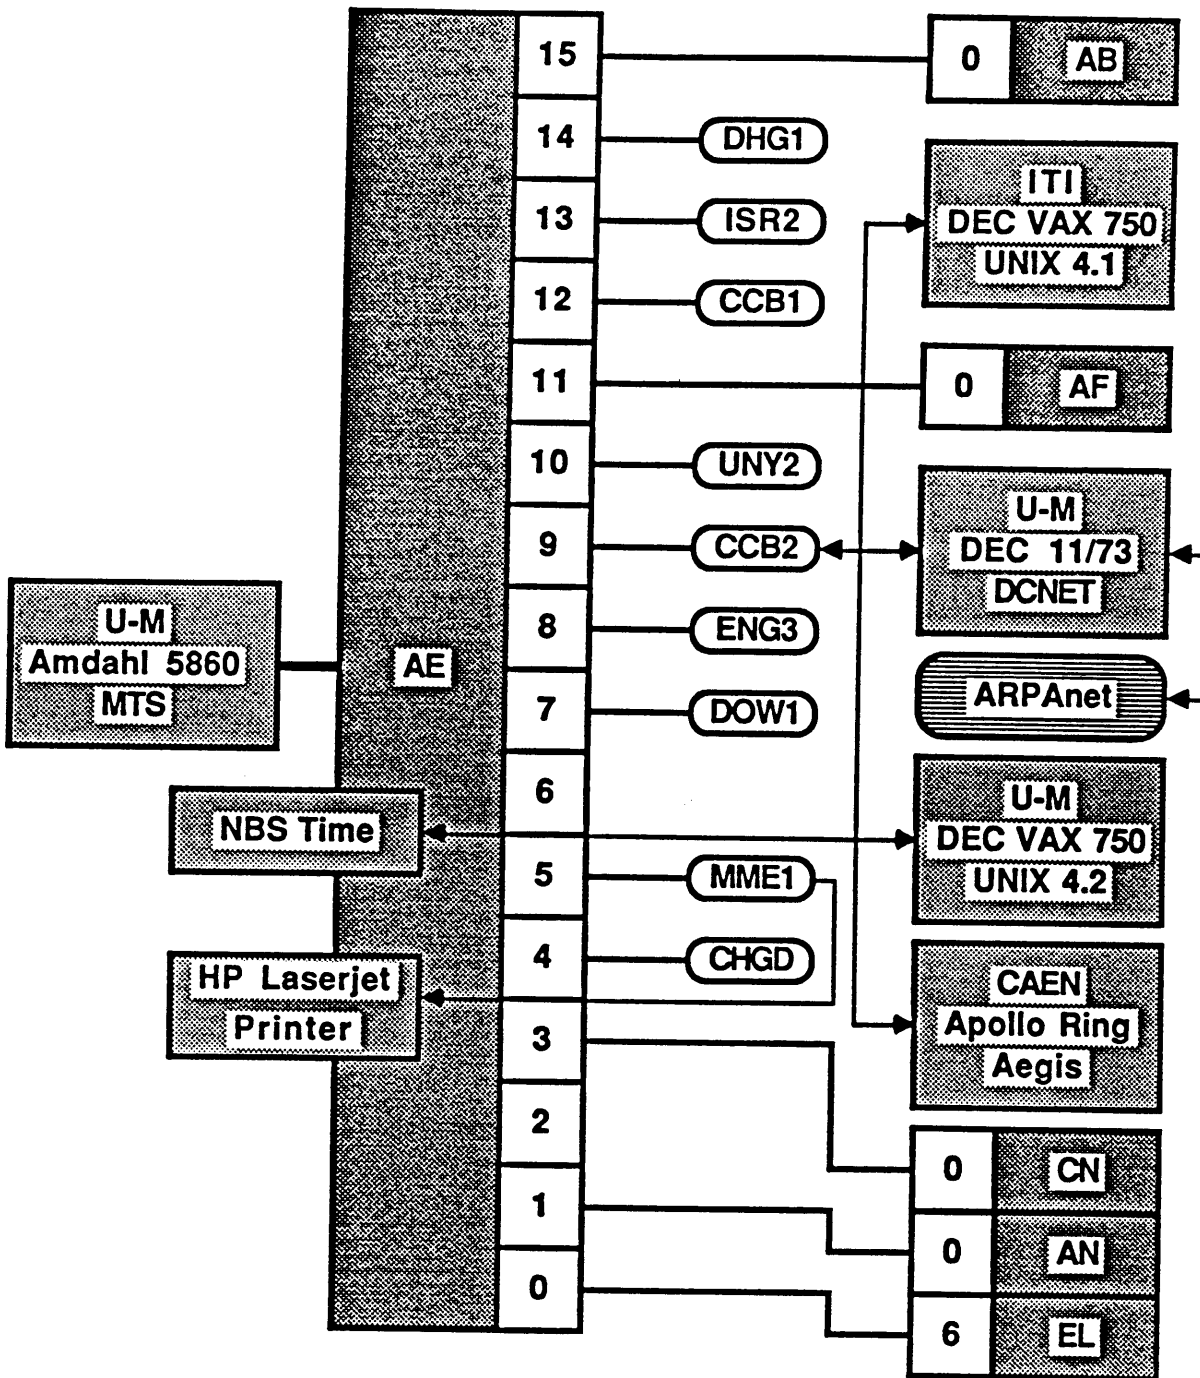 15
0 AB
14 DHG1
ITI
DEC VAX 750
UNIX 4.1
13 ISR2
12 CCB1
11
0 AF
10 UNY2
U-M
DEC 11/73
DCNET
9 CCB2
8 ENG3
U-M
Amdahl 5860
MTS
AE
ARPAnet
7 DOW1
6
NBS Time
U-M
DEC VAX 750
UNIX 4.2
5 MME1
4 CHGD
HP Laserjet
Printer
CAEN
Apollo Ring
Aegis
3
2
0 CN
1
0 AN
0
6 EL